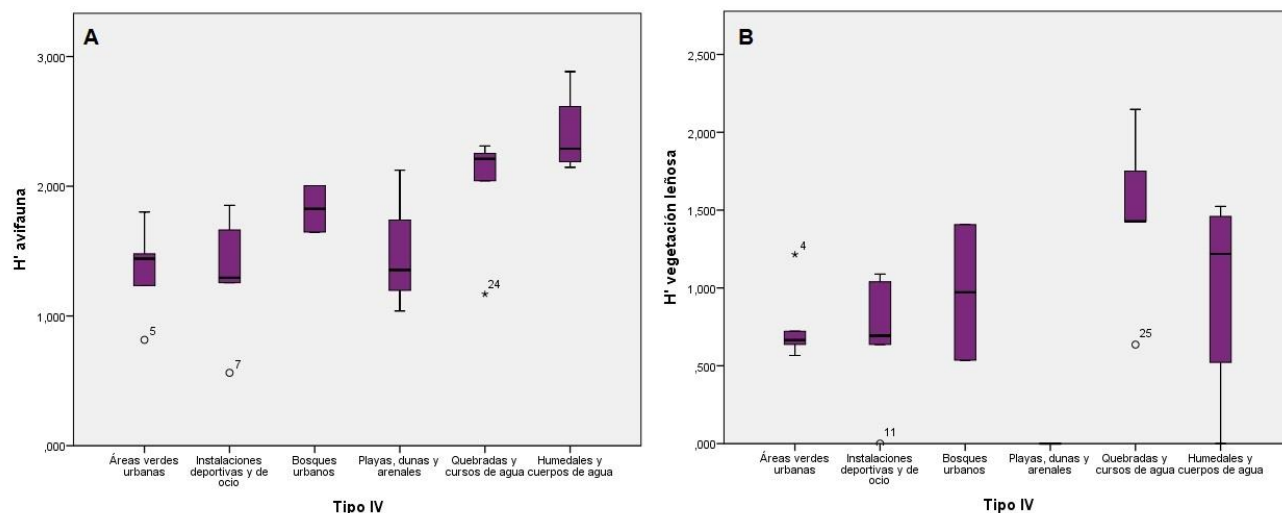 A
H' avifauna
3,000
2,000
1,000
,000
5
7
24
Áreas verdes
urbanas
Instalaciones
deportivas y de
ocio
Bosques
urbanos
Playas, dunas y
arenales
Quebradas y
cursos de agua
Humedales y
cuerpos de agua
Tipo IV
B
H' vegetación leñosa
2,500
2,000
1,500
1,000
,500
,000
4
11
25
Áreas verdes
urbanas
Instalaciones
deportivas y de
ocio
Bosques
urbanos
Playas, dunas y
arenales
Quebradas y
cursos de agua
Humedales y
cuerpos de agua
Tipo IV